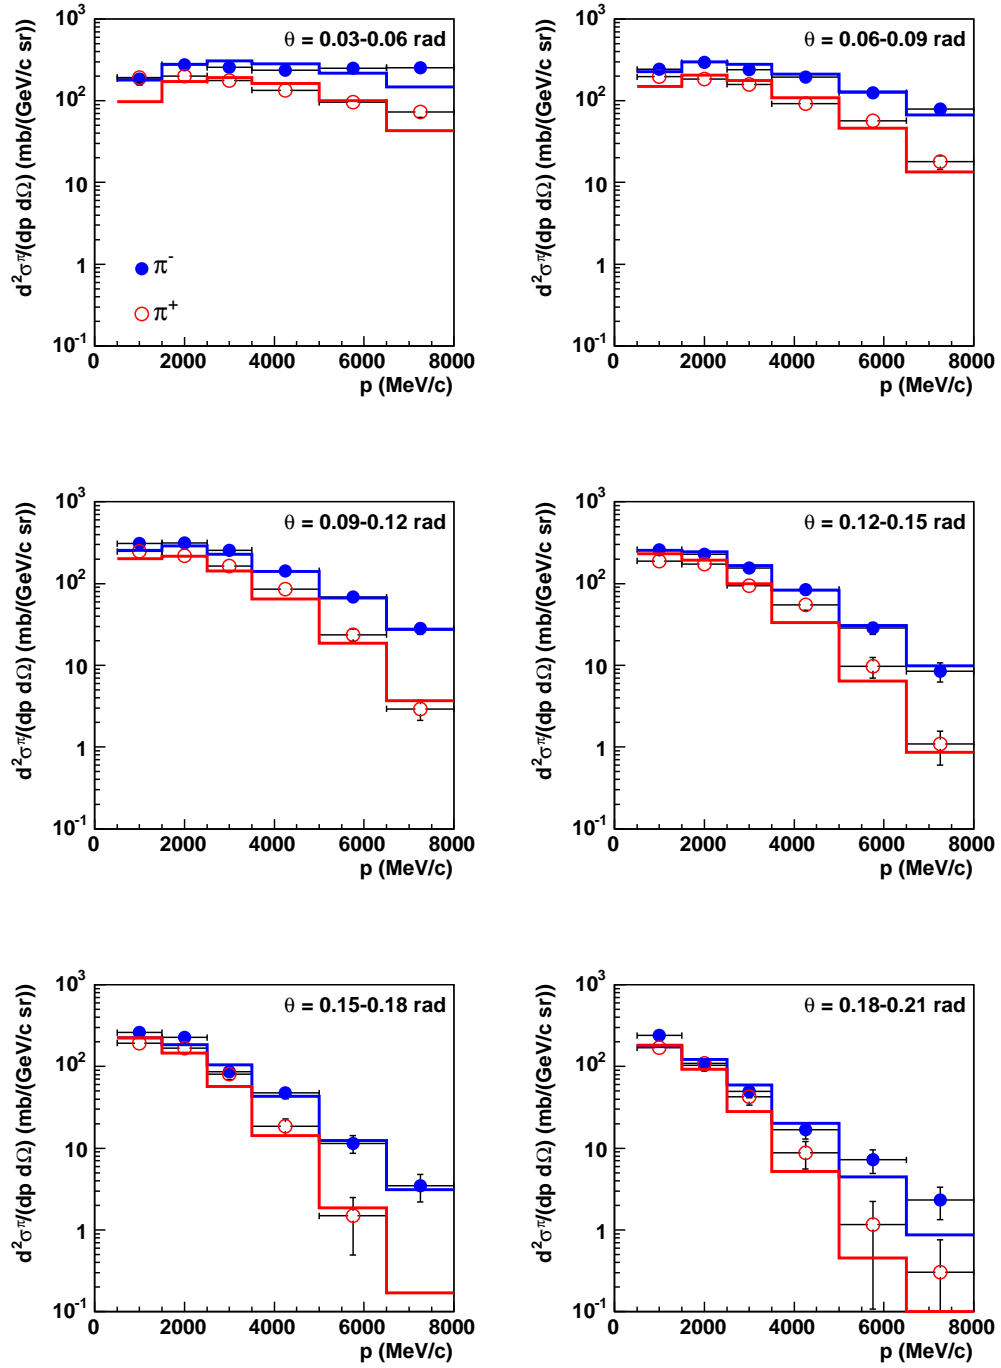 d²σ^π/(dp dΩ) (mb/(GeV/c sr))
10³
10²
10
1
10⁻¹
θ = 0.03-0.06 rad
π⁻
π⁺
0 2000 4000 6000 8000
p (MeV/c)
d²σ^π/(dp dΩ) (mb/(GeV/c sr))
10³
10²
10
1
10⁻¹
θ = 0.06-0.09 rad
0 2000 4000 6000 8000
p (MeV/c)
d²σ^π/(dp dΩ) (mb/(GeV/c sr))
10³
10²
10
1
10⁻¹
θ = 0.09-0.12 rad
0 2000 4000 6000 8000
p (MeV/c)
d²σ^π/(dp dΩ) (mb/(GeV/c sr))
10³
10²
10
1
10⁻¹
θ = 0.12-0.15 rad
0 2000 4000 6000 8000
p (MeV/c)
d²σ^π/(dp dΩ) (mb/(GeV/c sr))
10³
10²
10
1
10⁻¹
θ = 0.15-0.18 rad
0 2000 4000 6000 8000
p (MeV/c)
d²σ^π/(dp dΩ) (mb/(GeV/c sr))
10³
10²
10
1
10⁻¹
θ = 0.18-0.21 rad
0 2000 4000 6000 8000
p (MeV/c)